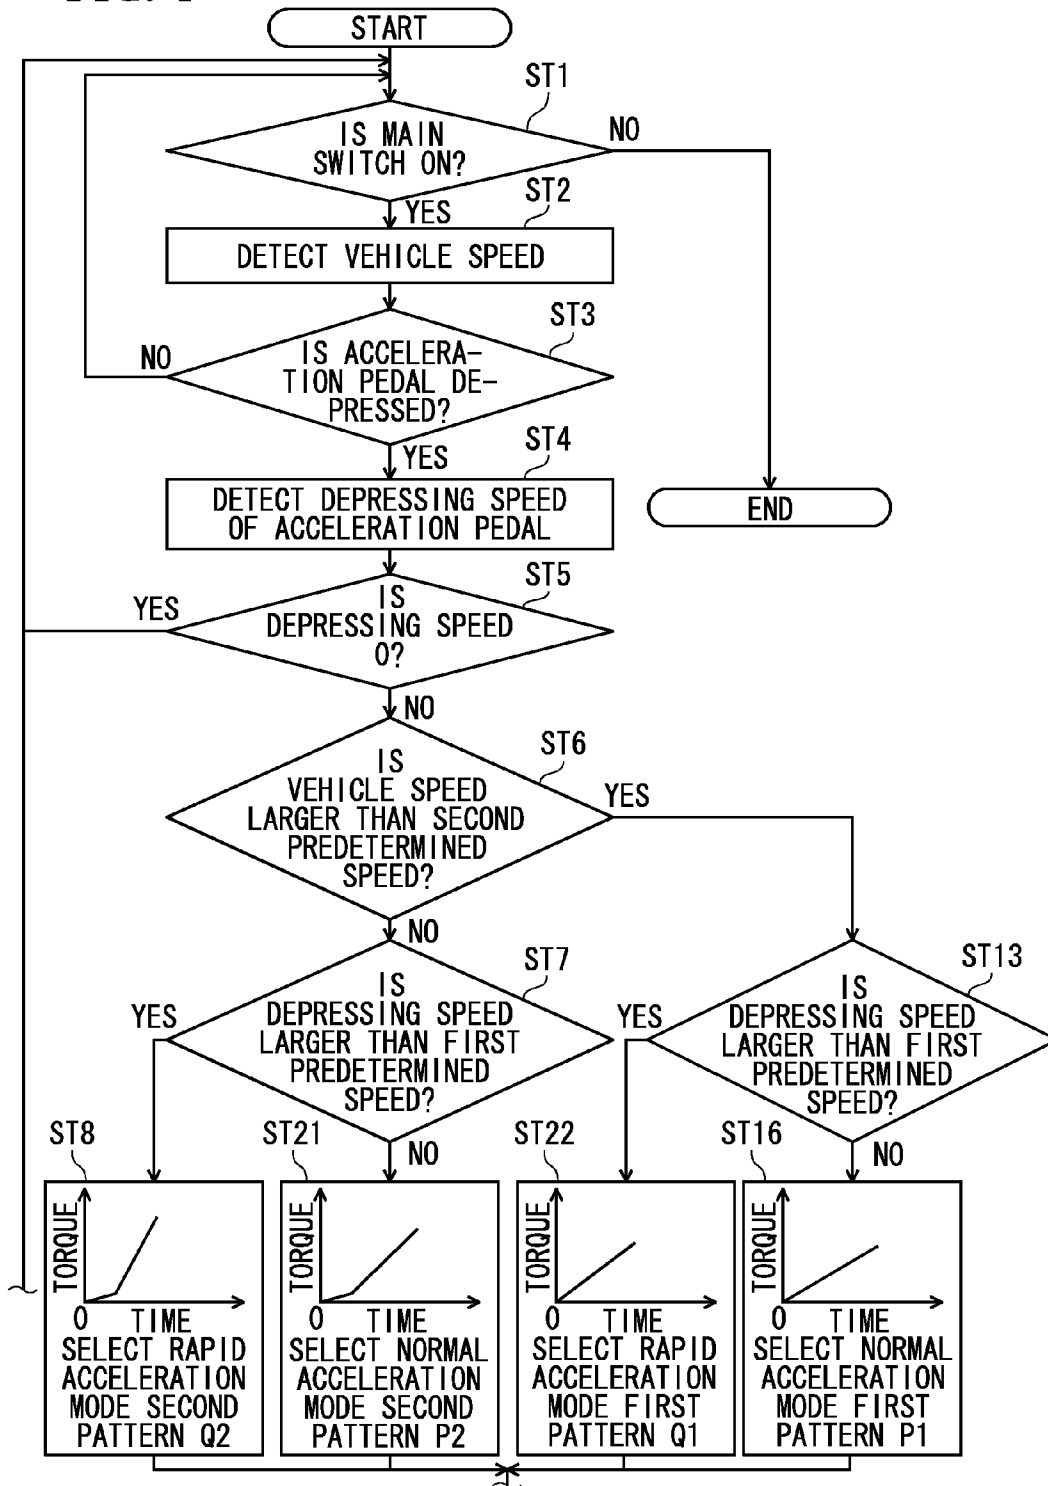 START
ST1
IS MAIN
SWITCH ON?
NO
YES
ST2
DETECT VEHICLE SPEED
ST3
NO
IS ACCELERA-
TION PEDAL DE-
PRESSED?
YES
ST4
DETECT DEPRESSING SPEED
OF ACCELERATION PEDAL
END
ST5
YES
IS
DEPRESSING SPEED
0?
NO
ST6
IS
VEHICLE SPEED
LARGER THAN SECOND
PREDETERMINED
SPEED?
YES
NO
ST7
YES
IS
DEPRESSING SPEED
LARGER THAN FIRST
PREDETERMINED
SPEED?
NO
ST13
YES
IS
DEPRESSING SPEED
LARGER THAN FIRST
PREDETERMINED
SPEED?
NO
ST8
TORQUE
0 TIME
SELECT RAPID
ACCELERATION
MODE SECOND
PATTERN Q2
ST21
TORQUE
0 TIME
SELECT NORMAL
ACCELERATION
MODE SECOND
PATTERN P2
ST22
TORQUE
0 TIME
SELECT RAPID
ACCELERATION
MODE FIRST
PATTERN Q1
ST16
TORQUE
0 TIME
SELECT NORMAL
ACCELERATION
MODE FIRST
PATTERN P1